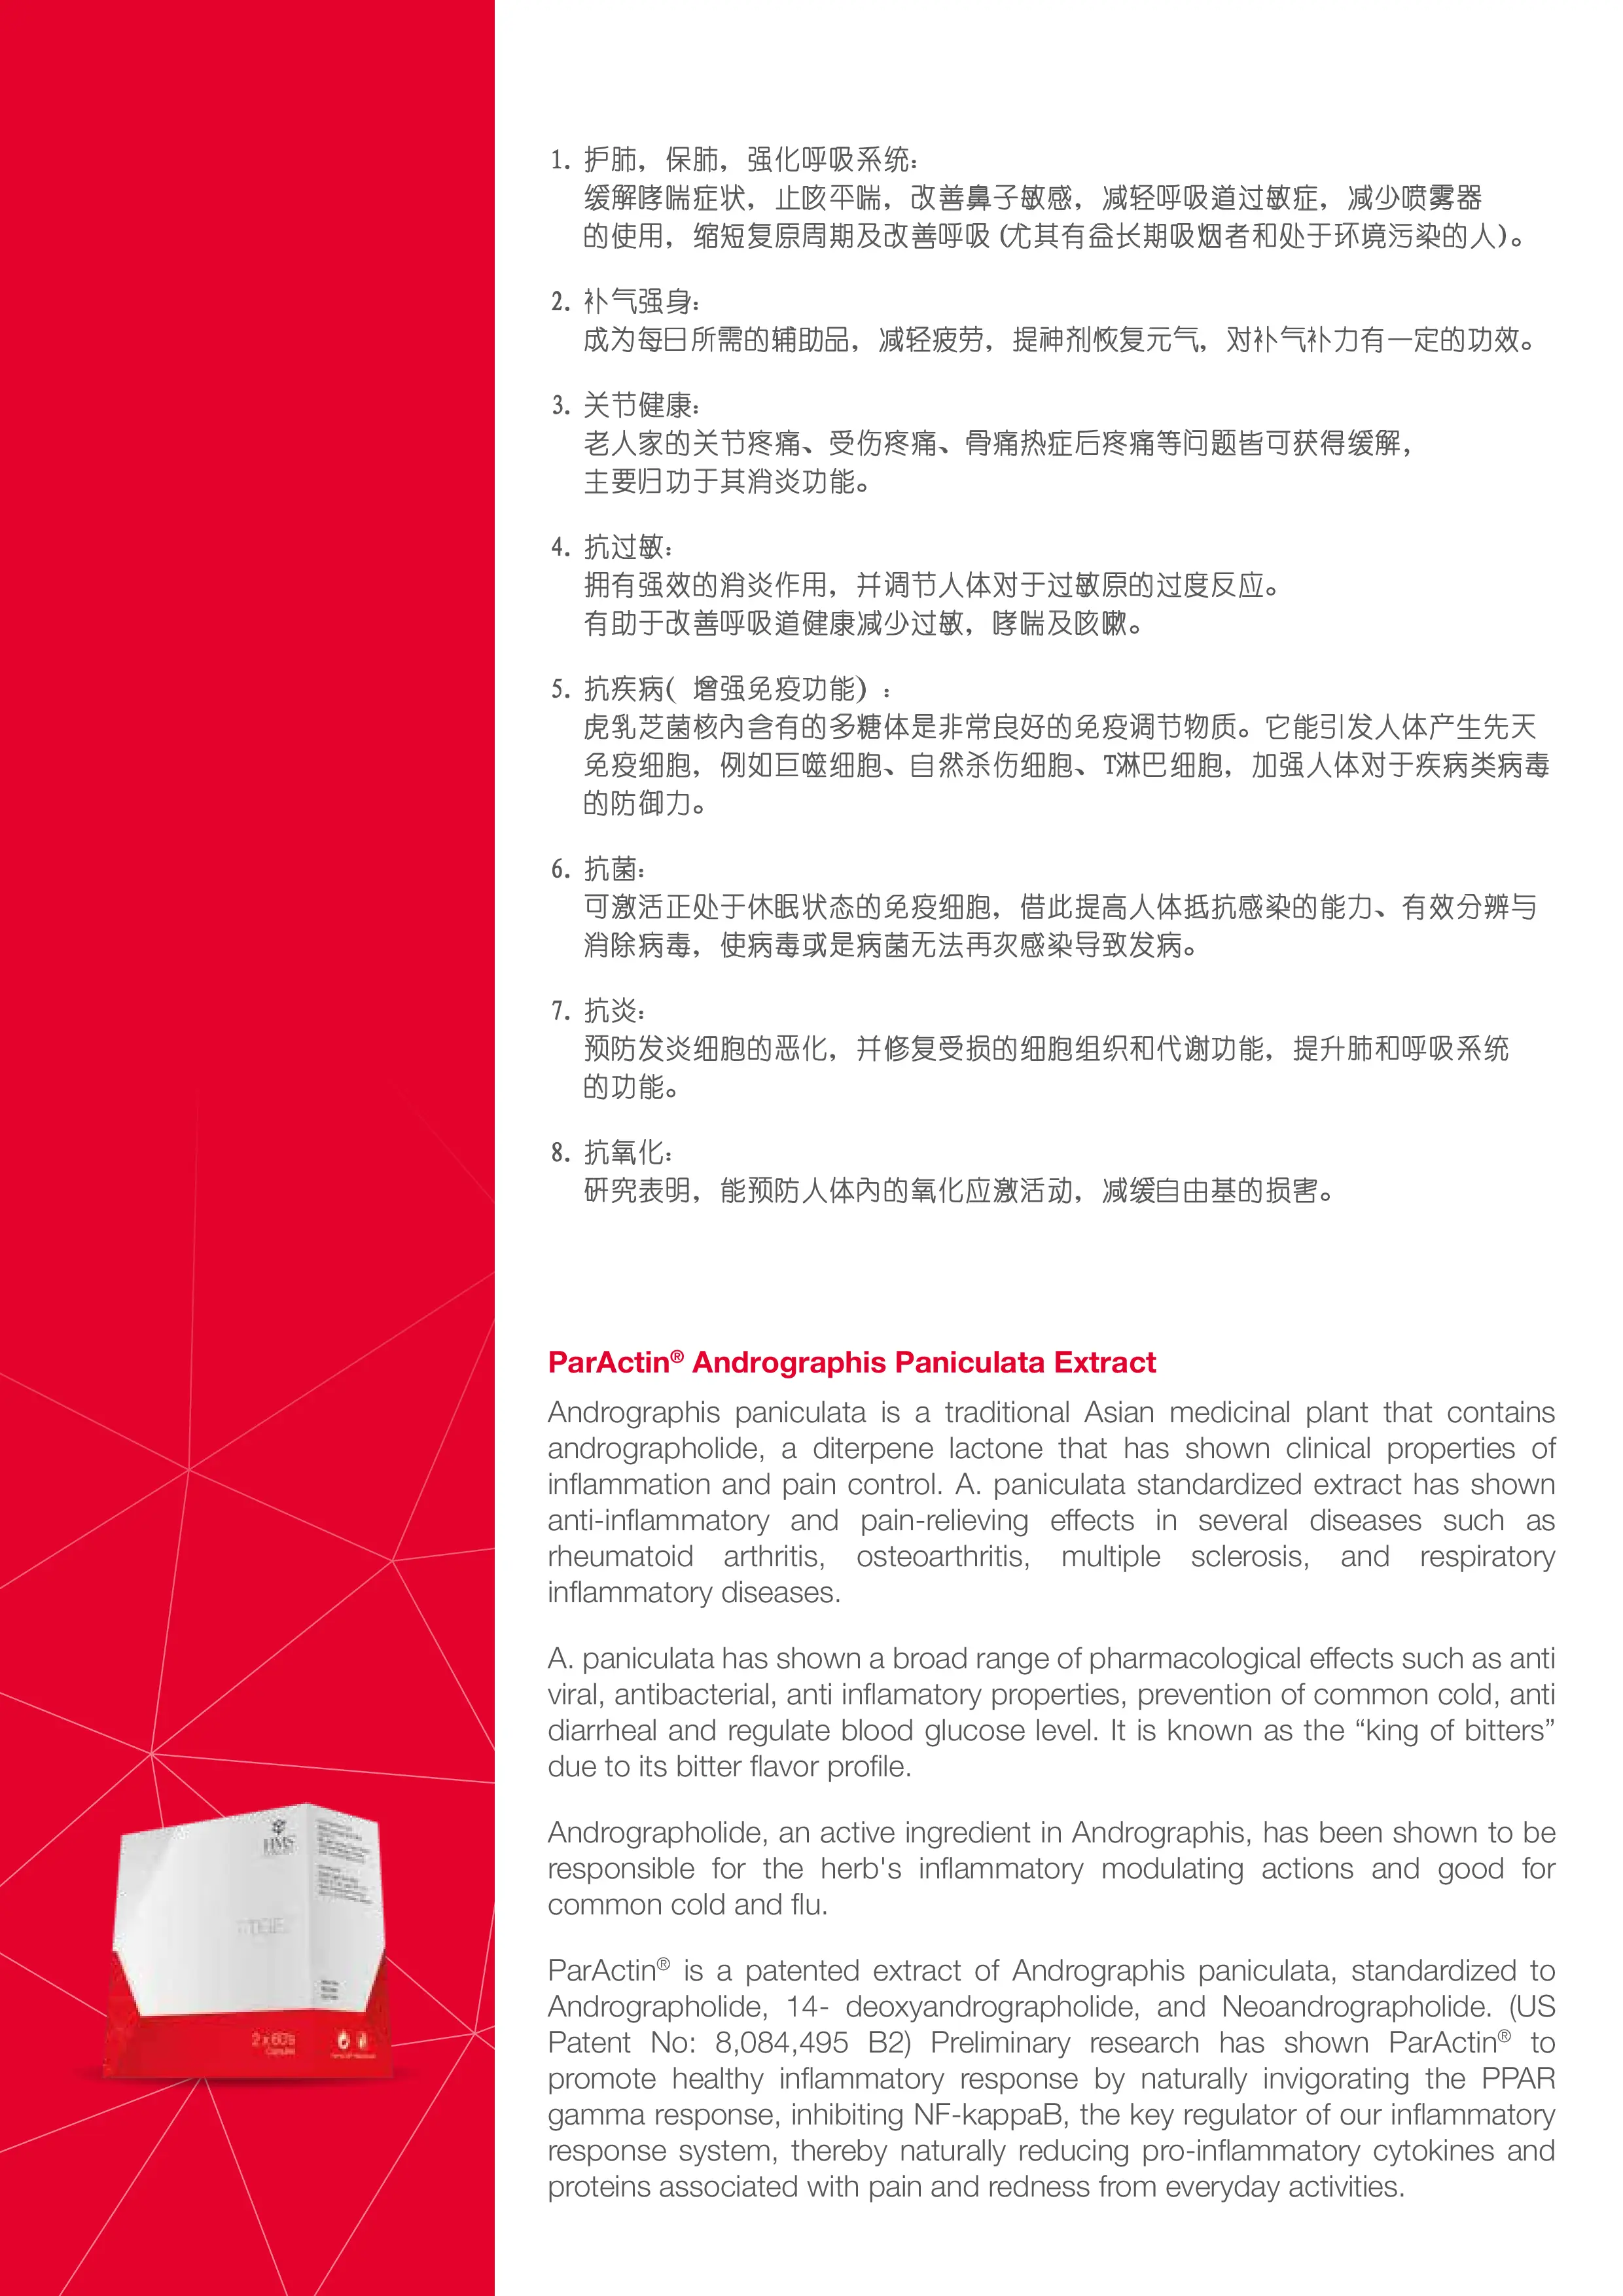 1. 护肺，保肺，强化呼吸系统：
缓解哮喘症状，止咳平喘，改善鼻子敏感，减轻呼吸道过敏症，减少喷雾器
的使用，缩短复原周期及改善呼吸 (尤其有益长期吸烟者和处于环境污染的人)。
2. 补气强身：
成为每日所需的辅助品，减轻疲劳，提神剂恢复元气，对补气补力有一定的功效。
3. 关节健康：
老人家的关节疼痛、受伤疼痛、骨痛热症后疼痛等问题皆可获得缓解，
主要归功于其消炎功能。
4. 抗过敏：
拥有强效的消炎作用，并调节人体对于过敏原的过度反应。
有助于改善呼吸道健康减少过敏，哮喘及咳嗽。
5. 抗疾病( 增强免疫功能) ：
虎乳芝菌核内含有的多糖体是非常良好的免疫调节物质。它能引发人体产生先天
免疫细胞，例如巨噬细胞、自然杀伤细胞、T淋巴细胞，加强人体对于疾病类病毒
的防御力。
6. 抗菌：
可激活正处于休眠状态的免疫细胞，借此提高人体抵抗感染的能力、有效分辨与
消除病毒，使病毒或是病菌无法再次感染导致发病。
7. 抗炎：
预防发炎细胞的恶化，并修复受损的细胞组织和代谢功能，提升肺和呼吸系统
的功能。
8. 抗氧化：
研究表明，能预防人体内的氧化应激活动，减缓自由基的损害。
ParActin® Andrographis Paniculata Extract
Andrographis paniculata is a traditional Asian medicinal plant that contains
andrographolide, a diterpene lactone that has shown clinical properties of
inflammation and pain control. A. paniculata standardized extract has shown
anti-inflammatory and pain-relieving effects in several diseases such as
rheumatoid arthritis, osteoarthritis, multiple sclerosis, and respiratory
inflammatory diseases.
A. paniculata has shown a broad range of pharmacological effects such as anti
viral, antibacterial, anti inflamatory properties, prevention of common cold, anti
diarrheal and regulate blood glucose level. It is known as the “king of bitters”
due to its bitter flavor profile.
Andrographolide, an active ingredient in Andrographis, has been shown to be
responsible for the herb's inflammatory modulating actions and good for
common cold and flu.
ParActin® is a patented extract of Andrographis paniculata, standardized to
Andrographolide, 14- deoxyandrographolide, and Neoandrographolide. (US
Patent No: 8,084,495 B2) Preliminary research has shown ParActin® to
promote healthy inflammatory response by naturally invigorating the PPAR
gamma response, inhibiting NF-kappaB, the key regulator of our inflammatory
response system, thereby naturally reducing pro-inflammatory cytokines and
proteins associated with pain and redness from everyday activities.
HMS
2 x 60's
Capsules